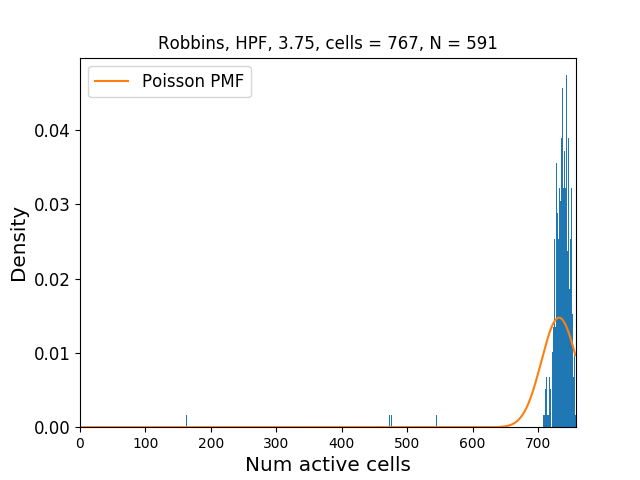 Robbins, HPF, 3.75, cells = 767, N = 591
Poisson PMF
Density
0.04
0.03
0.02
0.01
0.00
0 100 200 300 400 500 600 700
Num active cells